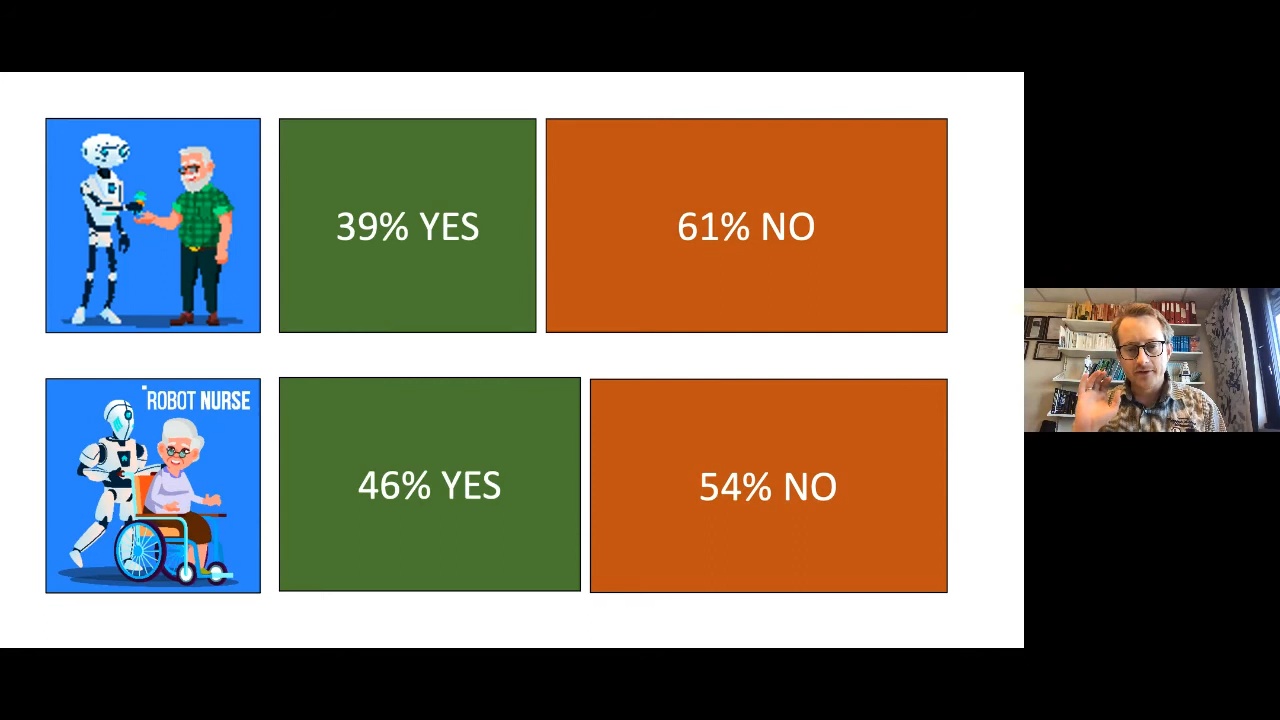 39% YES
61% NO
ROBOT NURSE
46% YES
54% NO